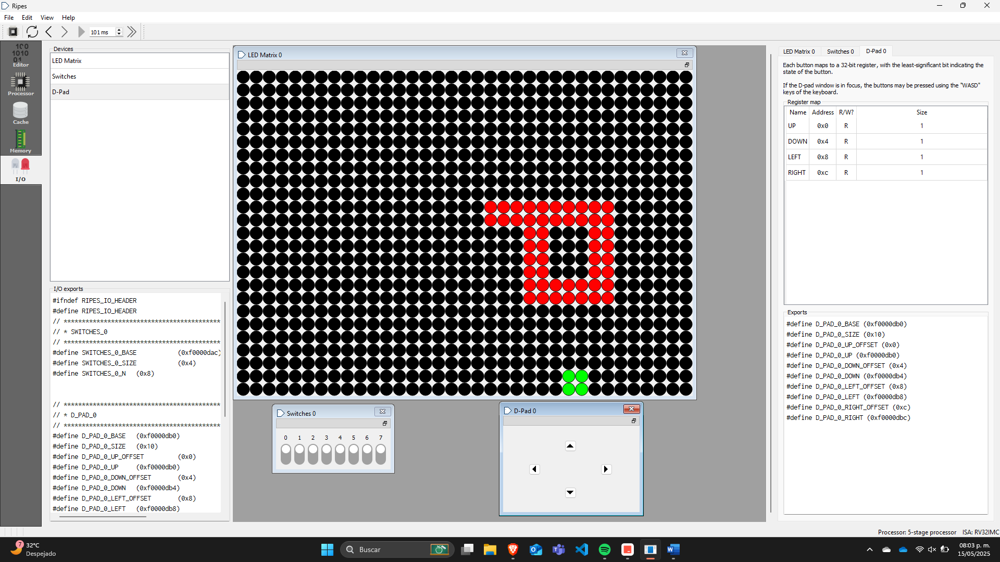 Ripes
File Edit View Help
101 ms
Editor
Processor
Cache
Memory
I/O
Devices
LED Matrix
Switches
D-Pad
I/O exports
#ifndef RIPES_IO_HEADER
#define RIPES_IO_HEADER
// *****************************************
// * SWITCHES_0
// *****************************************
#define SWITCHES_0_BASE (0xf0000dac)
#define SWITCHES_0_SIZE (0x4)
#define SWITCHES_0_N (0x8)
// *****************************************
// * D_PAD_0
// *****************************************
#define D_PAD_0_BASE (0xf0000db0)
#define D_PAD_0_SIZE (0x10)
#define D_PAD_0_UP_OFFSET (0x0)
#define D_PAD_0_UP (0xf0000db0)
#define D_PAD_0_DOWN_OFFSET (0x4)
#define D_PAD_0_DOWN (0xf0000db4)
#define D_PAD_0_LEFT_OFFSET (0x8)
#define D_PAD_0_LEFT (0xf0000db8)
LED Matrix 0
Switches 0
0 1 2 3 4 5 6 7
D-Pad 0
LED Matrix 0 Switches 0 D-Pad 0
Each button maps to a 32-bit register, with the least-significant bit indicating the
state of the button.
If the D-pad window is in focus, the buttons may be pressed using the "WASD"
keys of the keyboard.
Register map
Name Address R/W? Size
UP 0x0 R 1
DOWN 0x4 R 1
LEFT 0x8 R 1
RIGHT 0xc R 1
Exports
#define D_PAD_0_BASE (0xf0000db0)
#define D_PAD_0_SIZE (0x10)
#define D_PAD_0_UP_OFFSET (0x0)
#define D_PAD_0_UP (0xf0000db0)
#define D_PAD_0_DOWN_OFFSET (0x4)
#define D_PAD_0_DOWN (0xf0000db4)
#define D_PAD_0_LEFT_OFFSET (0x8)
#define D_PAD_0_LEFT (0xf0000db8)
#define D_PAD_0_RIGHT_OFFSET (0xc)
#define D_PAD_0_RIGHT (0xf0000dbc)
Processor: 5-stage processor ISA: RV32IMC
7
32°C
Despejado
Buscar
08:03 p. m.
15/05/2025